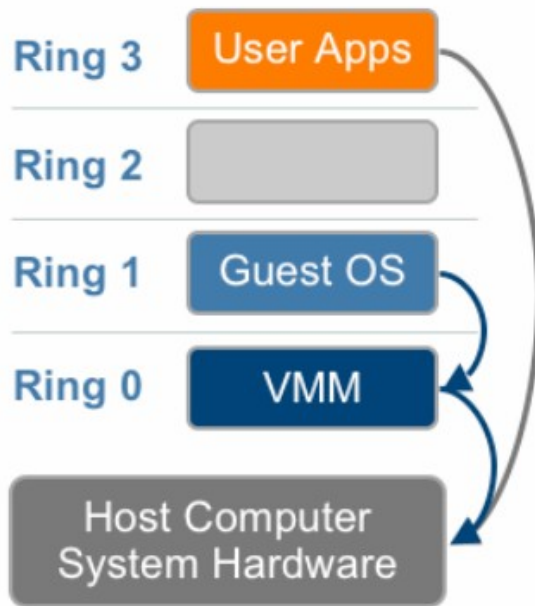 Ring 3
User Apps
Ring 2
Ring 1
Guest OS
Ring 0
VMM
Host Computer
System Hardware